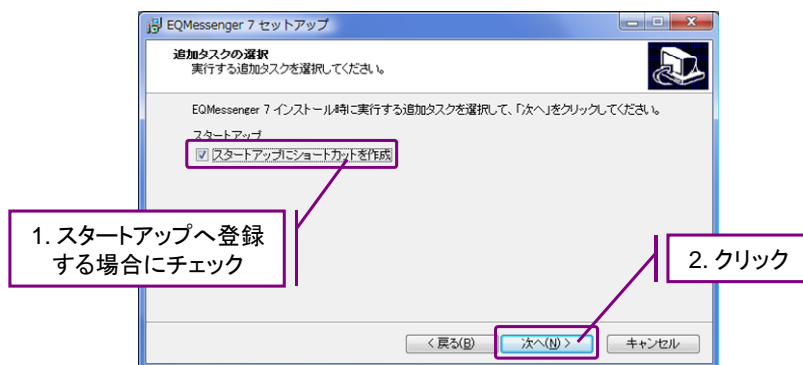 EQMessenger 7 セットアップ
追加タスクの選択
実行する追加タスクを選択してください。
EQMessenger 7 インストール時に実行する追加タスクを選択して、「次へ」をクリックしてください。
スタートアップ
スタートアップにショートカットを作成
1. スタートアップへ登録
する場合にチェック
2. クリック
< 戻る(B)
次へ(N) >
キャンセル